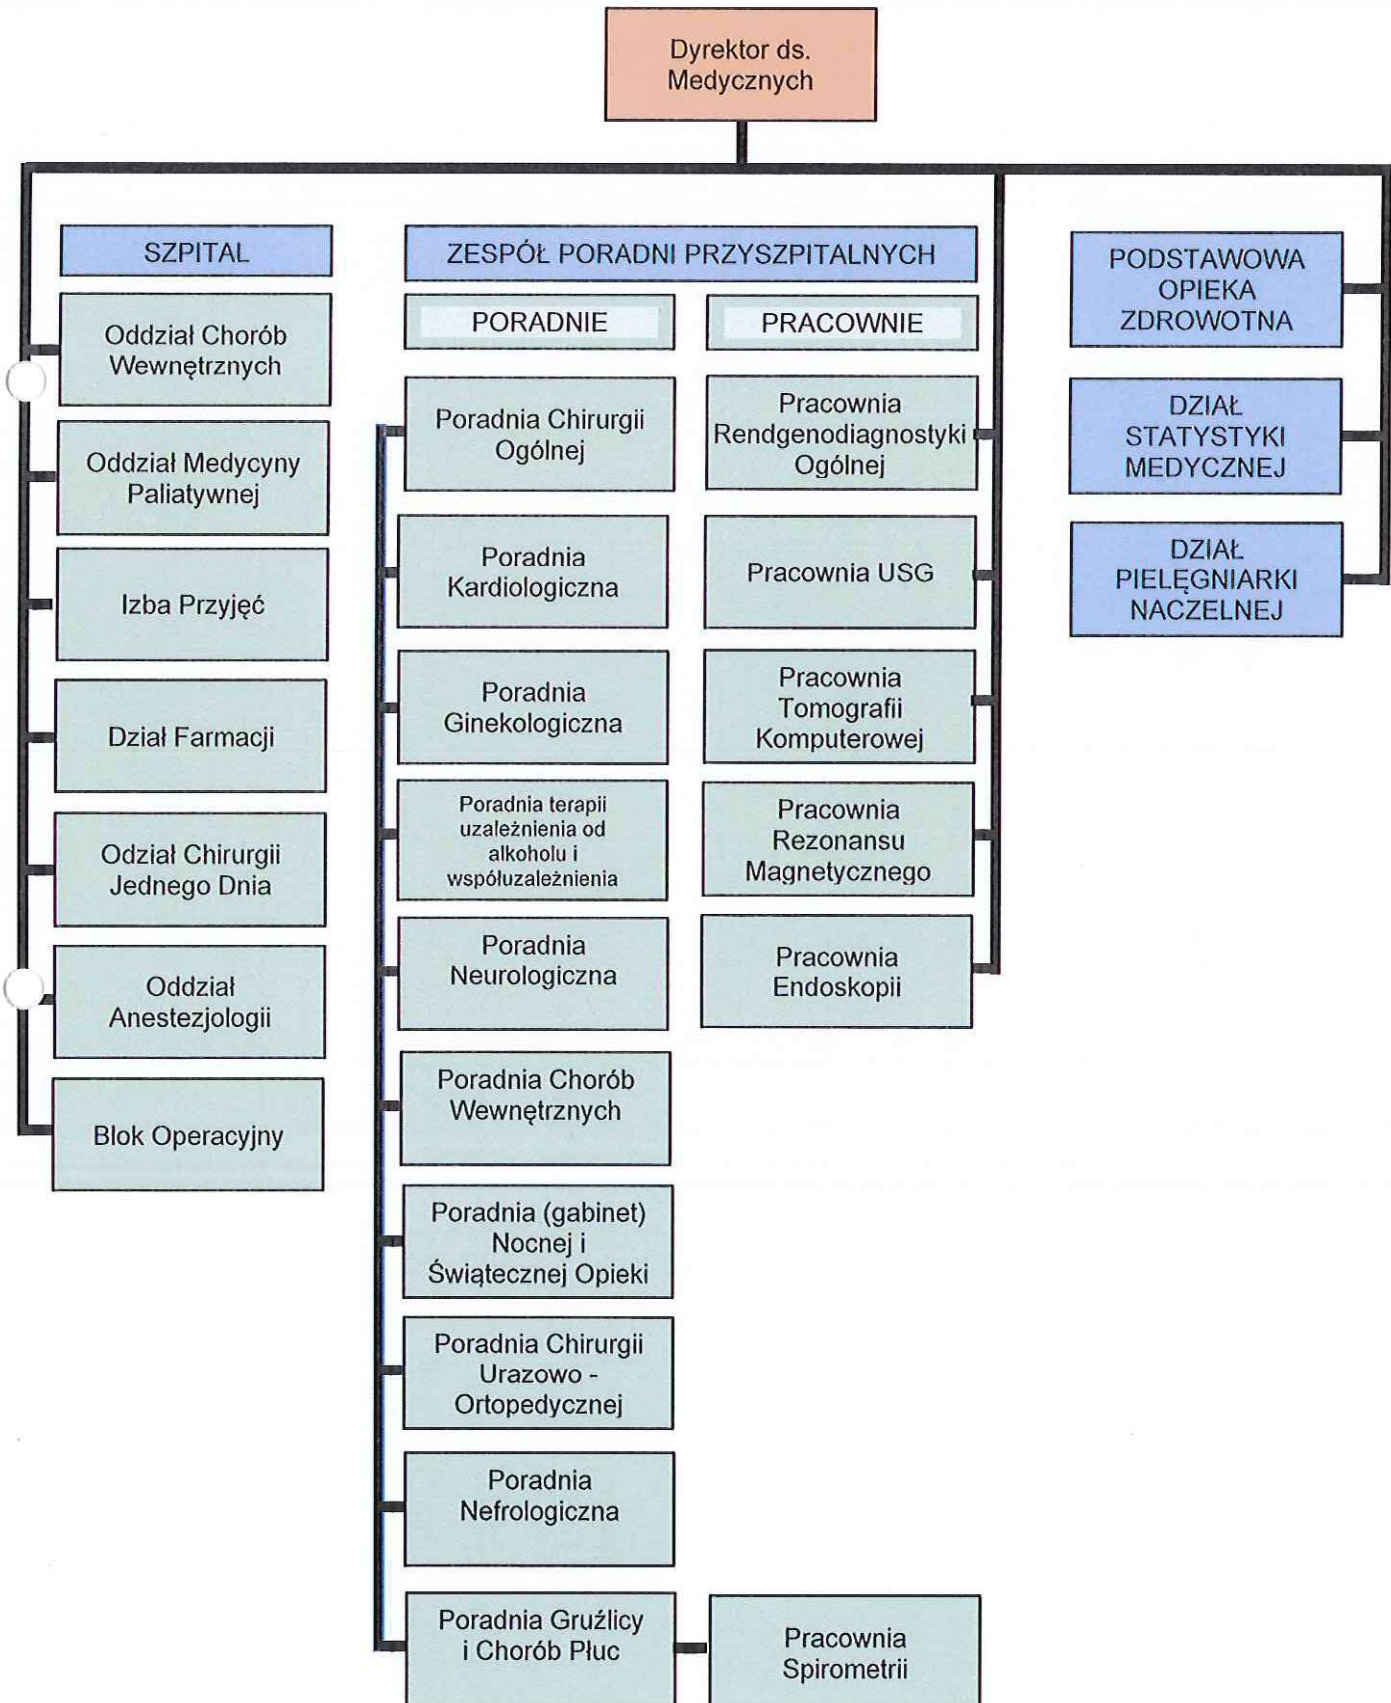 Dyrektor ds.
Medycznych
SZPITAL
Oddział Chorób
Wewnętrznych
Oddział Medycyny
Paliatywnej
Izba Przyjęć
Dział Farmacji
Odział Chirurgii
Jednego Dnia
Oddział
Anestezjologii
Blok Operacyjny
ZESPÓŁ PORADNI PRZYSZPITALNYCH
PORADNIE
Poradnia Chirurgii
Ogólnej
Poradnia
Kardiologiczna
Poradnia
Ginekologiczna
Poradnia terapii
uzależnienia od
alkoholu i
współuzależnienia
Poradnia
Neurologiczna
Poradnia Chorób
Wewnętrznych
Poradnia (gabinet)
Nocnej i
Świątecznej Opieki
Poradnia Chirurgii
Urazowo -
Ortopedycznej
Poradnia
Nefrologiczna
Poradnia Gruźlicy
i Chorób Płuc
PRACOWNIE
Pracownia
Rendgenodiagnostyki
Ogólnej
Pracownia USG
Pracownia
Tomografii
Komputerowej
Pracownia
Rezonansu
Magnetycznego
Pracownia
Endoskopii
Pracownia
Spirometrii
PODSTAWOWA
OPIEKA
ZDROWOTNA
DZIAŁ
STATYSTYKI
MEDYCZNEJ
DZIAŁ
PIELĘGNIARKI
NACZELNEJ